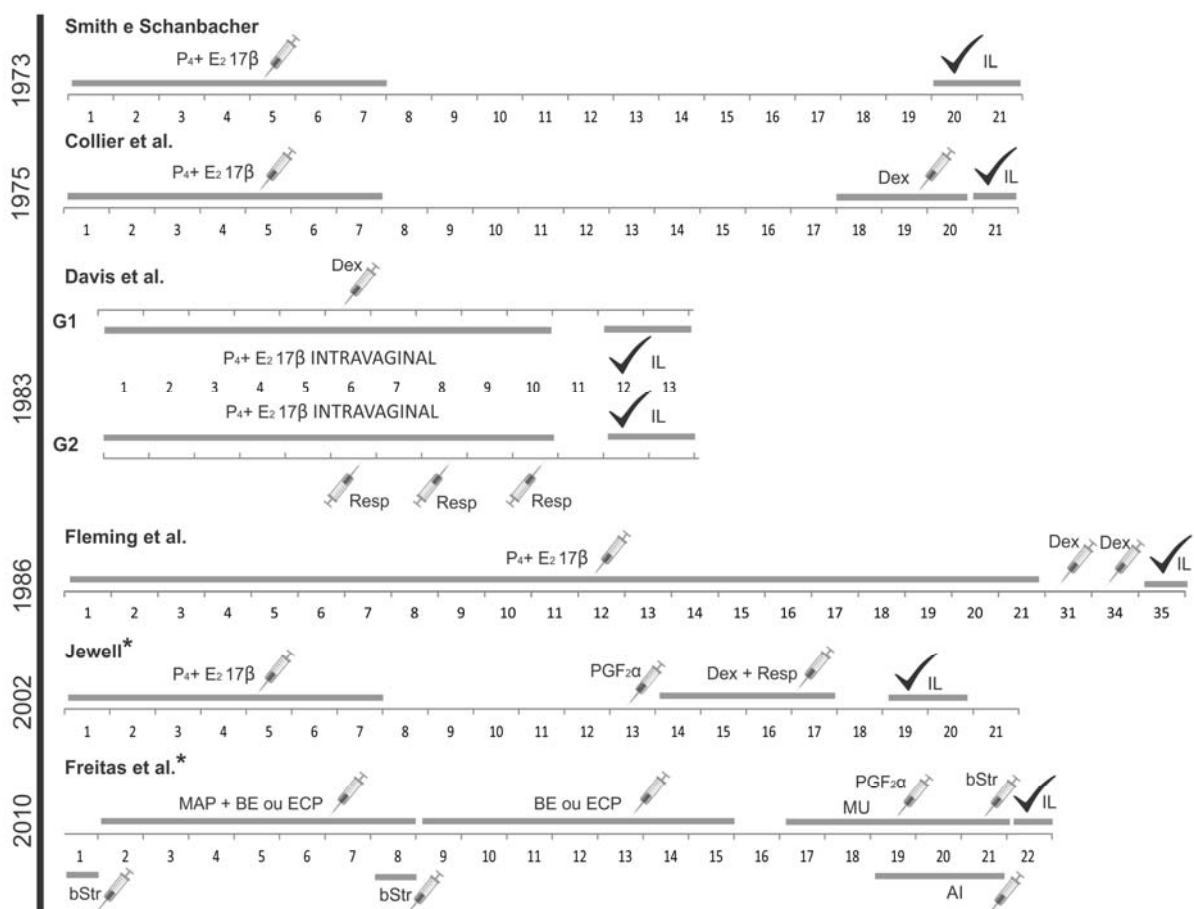 1973
Smith e Schanbacher
P₄+ E₂ 17β
IL
1 2 3 4 5 6 7 8 9 10 11 12 13 14 15 16 17 18 19 20 21
1975
Collier et al.
P₄+ E₂ 17β
Dex
IL
1 2 3 4 5 6 7 8 9 10 11 12 13 14 15 16 17 18 19 20 21
1983
Davis et al.
Dex
G1
P₄+ E₂ 17β INTRAVAGINAL
IL
1 2 3 4 5 6 7 8 9 10 11 12 13
P₄+ E₂ 17β INTRAVAGINAL
IL
G2
Resp Resp Resp
1986
Fleming et al.
P₄+ E₂ 17β
Dex Dex
IL
1 2 3 4 5 6 7 8 9 10 11 12 13 14 15 16 17 18 19 20 21 31 34 35
2002
Jewell*
P₄+ E₂ 17β
PGF₂α
Dex + Resp
IL
1 2 3 4 5 6 7 8 9 10 11 12 13 14 15 16 17 18 19 20 21
2010
Freitas et al.*
MAP + BE ou ECP
BE ou ECP
PGF₂α
MU
bStr
IL
1 2 3 4 5 6 7 8 9 10 11 12 13 14 15 16 17 18 19 20 21 22
bStr
bStr
AI